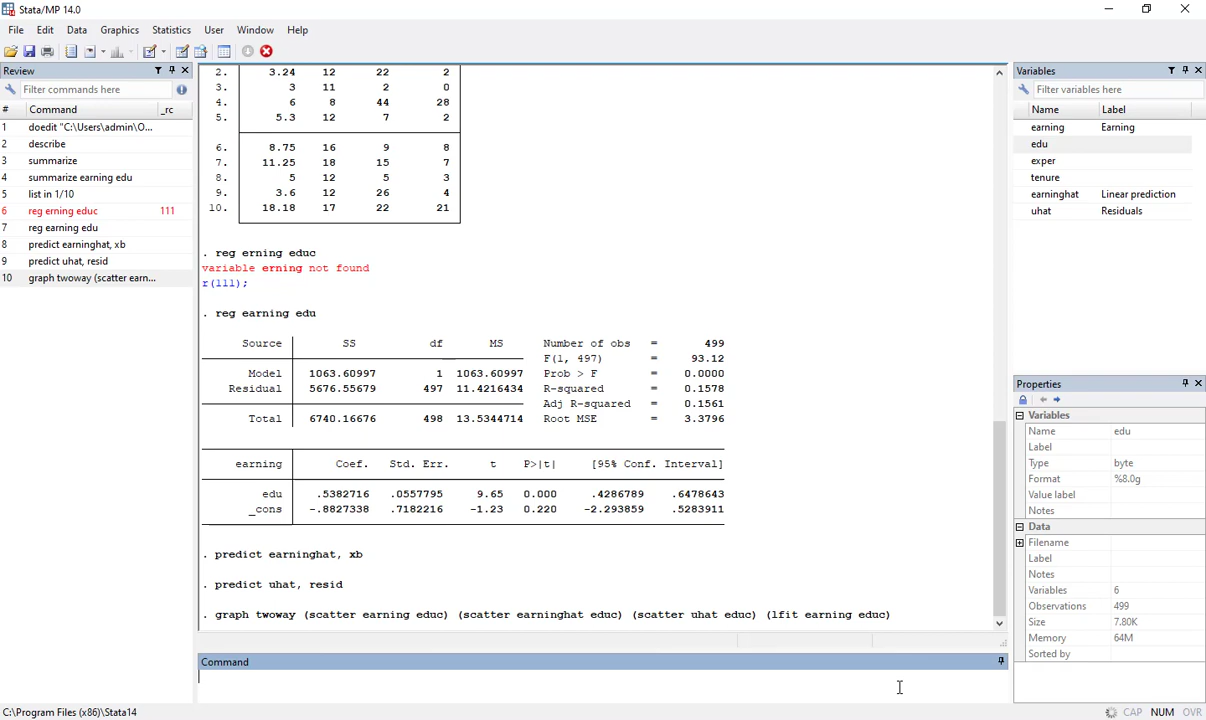 Stata/MP 14.0
File Edit Data Graphics Statistics User Window Help
Review
Filter commands here
# Command _rc
1 doedit "C:\Users\admin\O...
2 describe
3 summarize
4 summarize earning edu
5 list in 1/10
6 reg erning educ 111
7 reg earning edu
8 predict earninghat, xb
9 predict uhat, resid
10 graph twoway (scatter earn...
2. 3.24 12 22 2
3. 3 11 2 0
4. 6 8 44 28
5. 5.3 12 7 2
6. 8.75 16 9 8
7. 11.25 18 15 7
8. 5 12 5 3
9. 3.6 12 26 4
10. 18.18 17 22 21
. reg erning educ
variable erning not found
r(111);
. reg earning edu
Source SS df MS Number of obs = 499
F(1, 497) = 93.12
Model 1063.60997 1 1063.60997 Prob > F = 0.0000
Residual 5676.55679 497 11.4216434 R-squared = 0.1578
Adj R-squared = 0.1561
Total 6740.16676 498 13.5344714 Root MSE = 3.3796
earning Coef. Std. Err. t P>|t| [95% Conf. Interval]
edu .5382716 .0557795 9.65 0.000 .4286789 .6478643
_cons -.8827338 .7182216 -1.23 0.220 -2.293859 .5283911
. predict earninghat, xb
. predict uhat, resid
. graph twoway (scatter earning educ) (scatter earninghat educ) (scatter uhat educ) (lfit earning educ)
Command
Variables
Filter variables here
Name Label
earning Earning
edu
exper
tenure
earninghat Linear prediction
uhat Residuals
Properties
Variables
Name edu
Label
Type byte
Format %8.0g
Value label
Notes
Data
Filename
Label
Notes
Variables 6
Observations 499
Size 7.80K
Memory 64M
Sorted by
C:\Program Files (x86)\Stata14
CAP NUM OVR